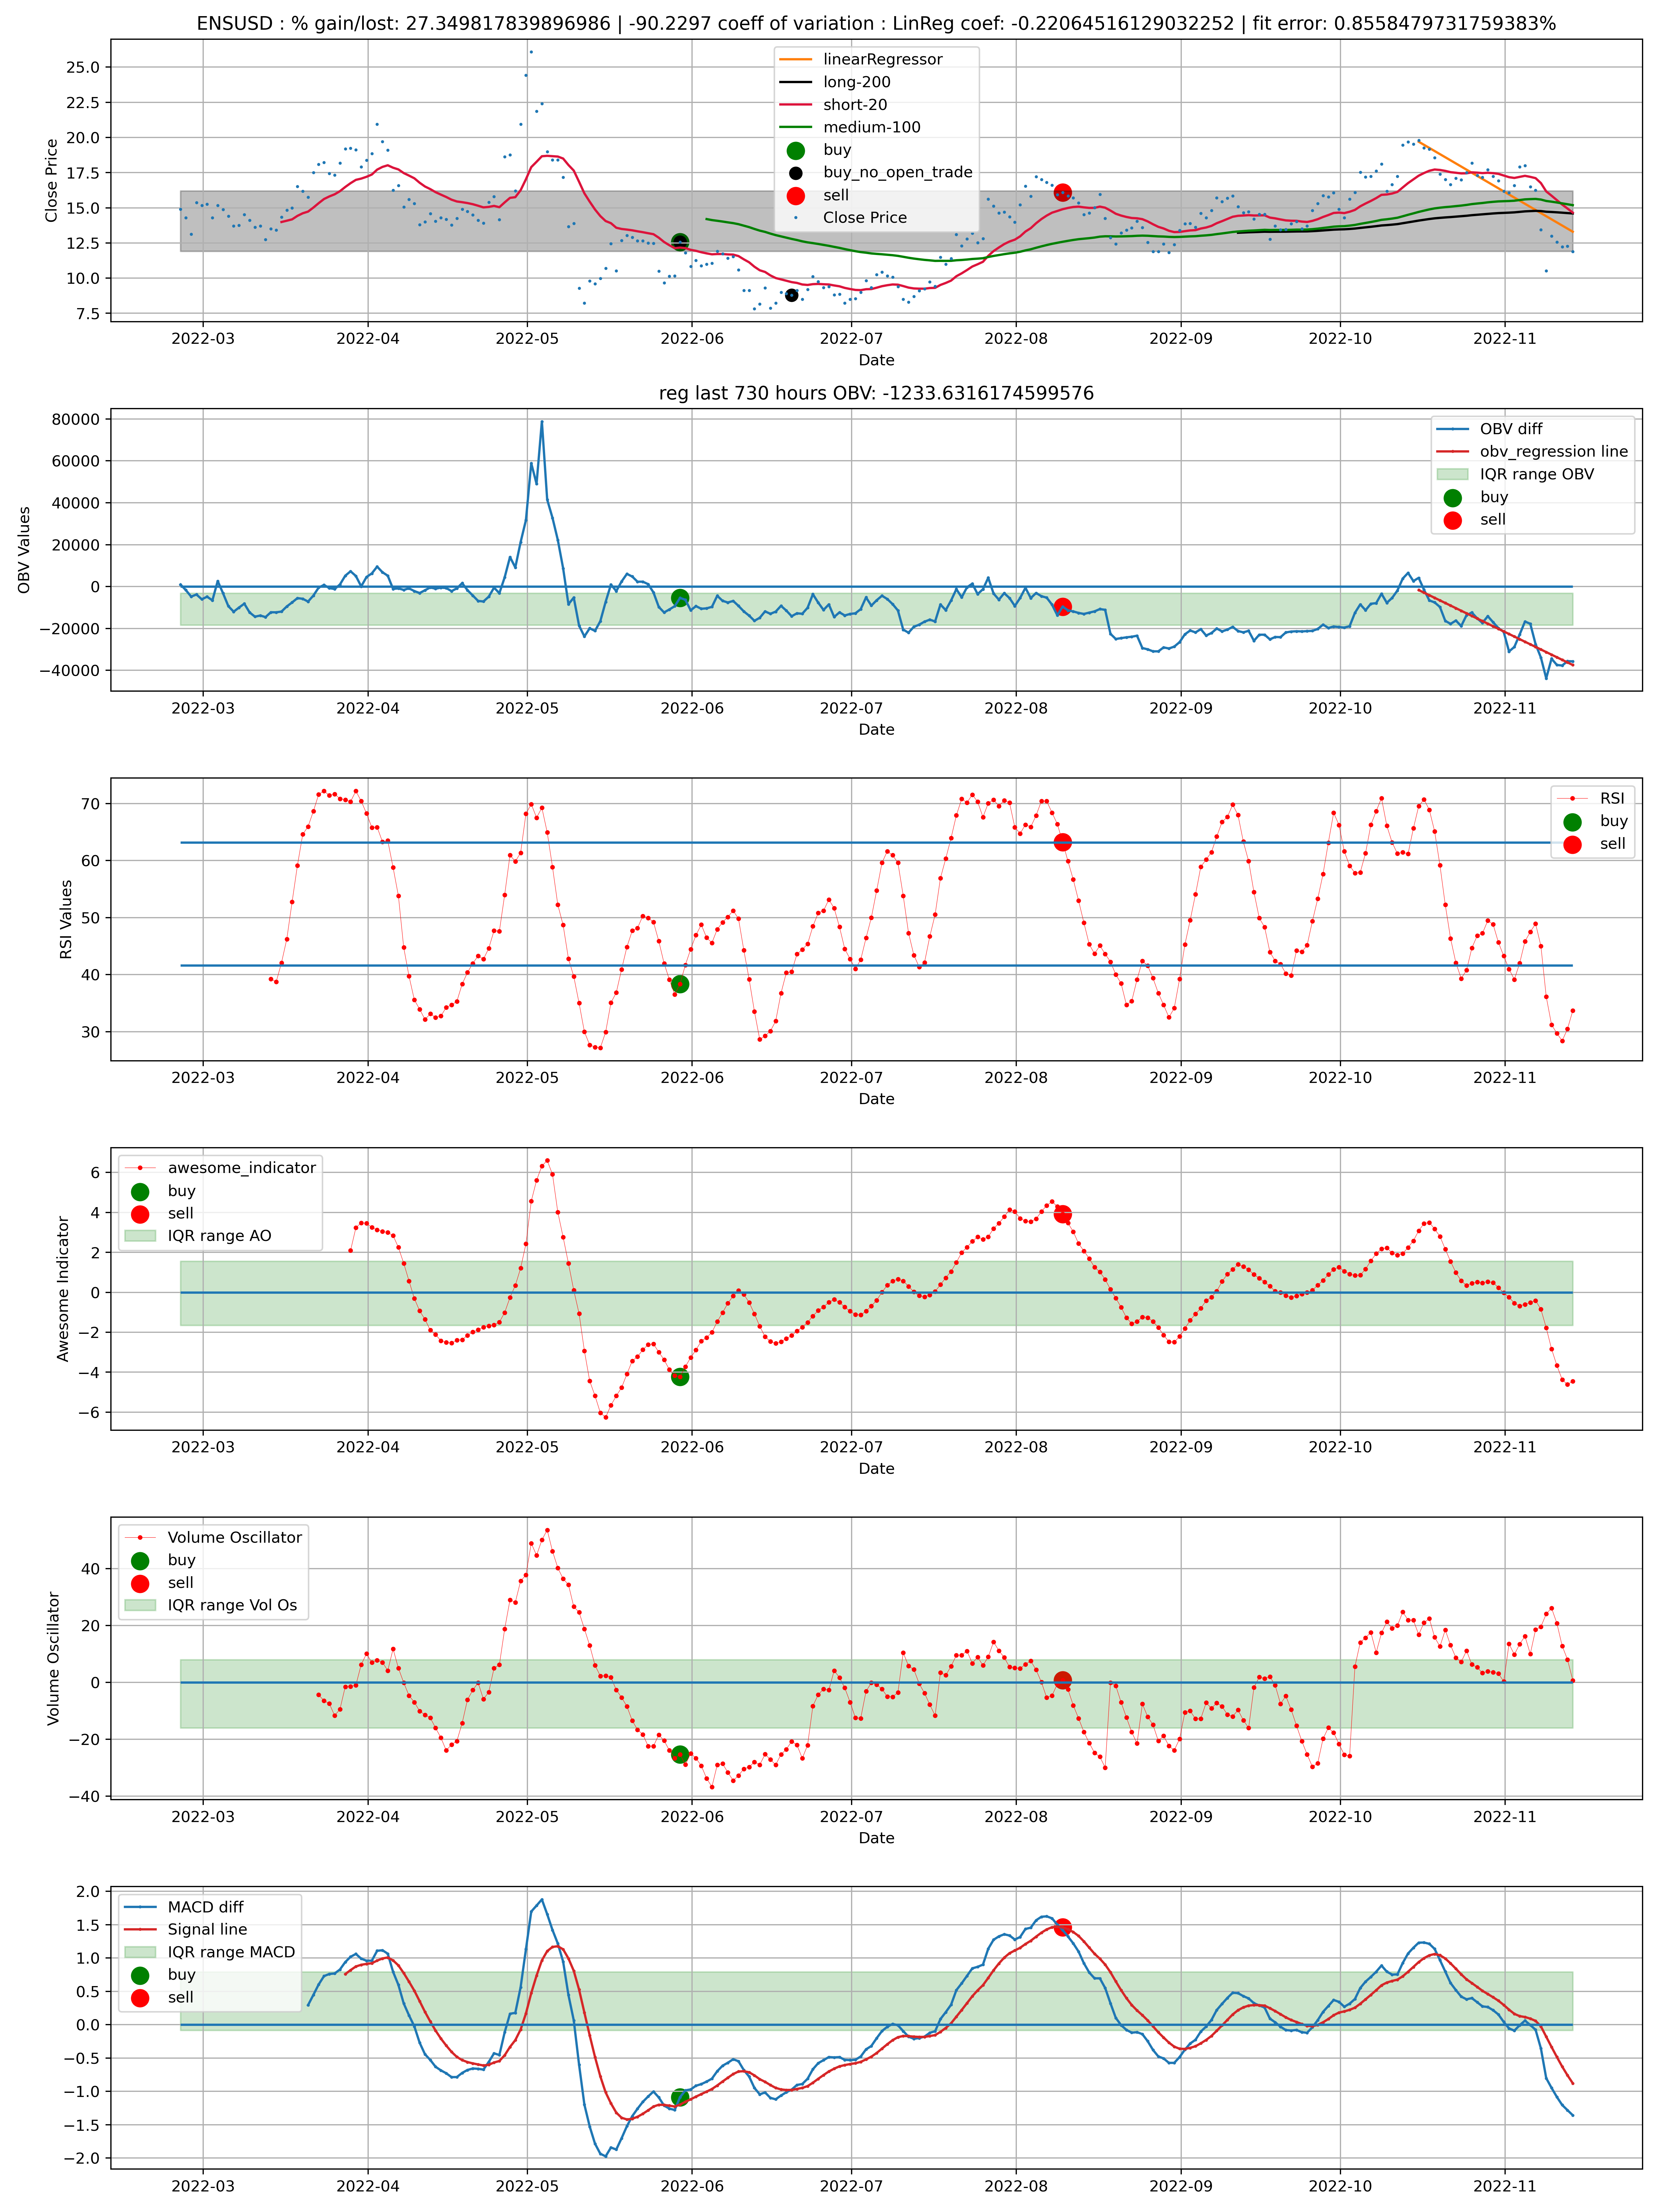 ENSUSD : % gain/lost: 27.349817839896986 | -90.2297 coeff of variation : LinReg coef: -0.22064516129032252 | fit error: 0.8558479731759383%
linearRegressor
long-200
short-20
medium-100
buy
buy_no_open_trade
sell
Close Price
25.0
22.5
20.0
17.5
15.0
12.5
10.0
7.5
Close Price
2022-03 2022-04 2022-05 2022-06 2022-07 2022-08 2022-09 2022-10 2022-11
Date
reg last 730 hours OBV: -1233.6316174599576
OBV diff
obv_regression line
IQR range OBV
buy
sell
80000
60000
40000
20000
0
−20000
−40000
OBV Values
2022-03 2022-04 2022-05 2022-06 2022-07 2022-08 2022-09 2022-10 2022-11
Date
RSI
buy
sell
70
60
50
40
30
RSI Values
2022-03 2022-04 2022-05 2022-06 2022-07 2022-08 2022-09 2022-10 2022-11
Date
awesome_indicator
buy
sell
IQR range AO
6
4
2
0
−2
−4
−6
Awesome Indicator
2022-03 2022-04 2022-05 2022-06 2022-07 2022-08 2022-09 2022-10 2022-11
Date
Volume Oscillator
buy
sell
IQR range Vol Os
40
20
0
−20
−40
Volume Oscillator
2022-03 2022-04 2022-05 2022-06 2022-07 2022-08 2022-09 2022-10 2022-11
Date
MACD diff
Signal line
IQR range MACD
buy
sell
2.0
1.5
1.0
0.5
0.0
−0.5
−1.0
−1.5
−2.0
2022-03 2022-04 2022-05 2022-06 2022-07 2022-08 2022-09 2022-10 2022-11